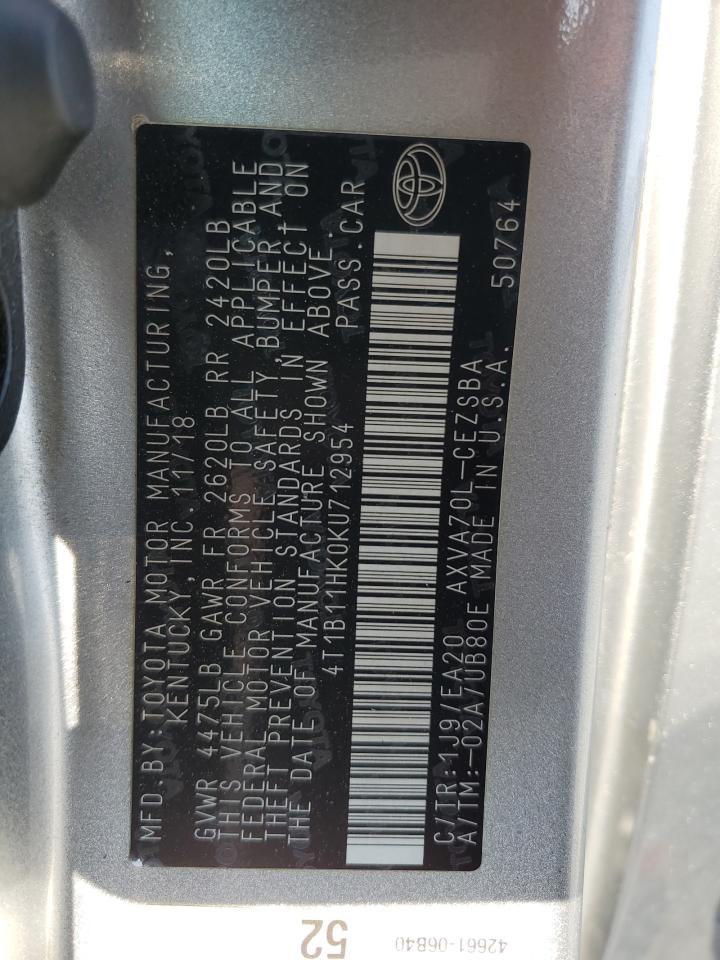 MFD.BY:TOYOTA MOTOR MANUFACTURING,
KENTUCKY, INC. 11/18
GVWR 4475LB GAWR FR 2620LB RR 2420LB
THIS VEHICLE CONFORMS TO ALL APPLICABLE
FEDERAL MOTOR VEHICLE SAFETY, BUMPER AND
THEFT PREVENTION STANDARDS IN EFFECT ON
THE DATE OF MANUFACTURE SHOWN ABOVE.
4T1B11HK0KU712954 PASS.CAR
C/TR:1J9/EA20 AXVA70L-CEZSBA
A/TM:-02A/UB80E MADE IN U.S.A. 50764
52
42661-06B40